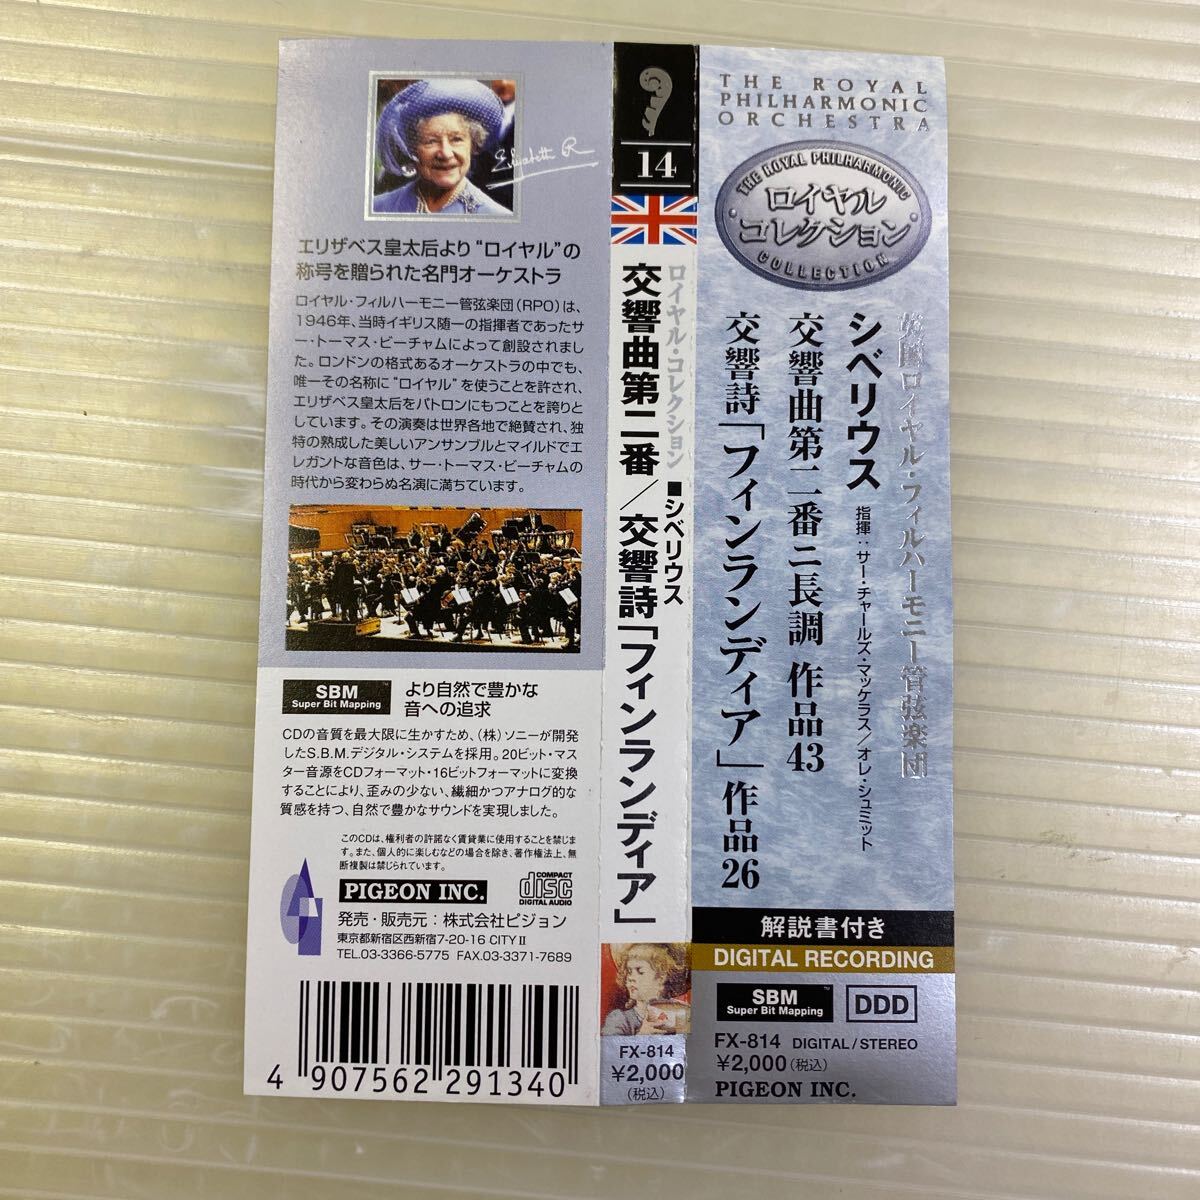 Elizabeth R
エリザベス皇太后より“ロイヤル”の
称号を贈られた名門オーケストラ
ロイヤル・フィルハーモニー管弦楽団(RPO)は、
1946年、当時イギリス随一の指揮者であったサ
ー・トーマス・ビーチャムによって創設されまし
た。ロンドンの格式あるオーケストラの中でも、
唯一その名称に“ロイヤル”を使うことを許され、
エリザベス皇太后をパトロンにもつことを誇りと
しています。その演奏は世界各地で絶賛され、独
特の熟成した美しいアンサンブルとマイルドでエ
レガントな音色は、サー・トーマス・ビーチャムの
時代から変わらぬ名演に満ちています。
SBM
Super Bit Mapping
より自然で豊かな
音への追求
CDの音質を最大限に生かすため、(株)ソニーが開発
したS.B.M.デジタル・システムを採用。20ビット・マス
ター音源をCDフォーマット・16ビットフォーマットに変換
することにより、歪みの少ない、繊細かつアナログ的な
質感を持つ、自然で豊かなサウンドを実現しました。
このCDは、権利者の許諾なく賃貸業に使用することを禁じま
す。また、個人的に楽しむなどの場合を除き、著作権法上、無
断複製は禁じられています。
PIGEON INC.
COMPACT
disc
DIGITAL AUDIO
発売・販売元：株式会社ピジョン
東京都新宿区西新宿7-20-16 CITY II
TEL.03-3366-5775 FAX.03-3371-7689
4 907562 291340
14
ロイヤル・コレクション ■シベリウス
交響曲第二番／交響詩「フィンランディア」
FX-814
¥2,000
(税込)
THE ROYAL
PHILHARMONIC
ORCHESTRA
THE ROYAL PHILHARMONIC
ロイヤル
コレクション
COLLECTION
英国ロイヤル・フィルハーモニー管弦楽団
シベリウス 指揮：サー・チャールズ・マッケラス／オレ・シュミット
交響曲第二番ニ長調 作品43
交響詩「フィンランディア」作品26
解説書付き
DIGITAL RECORDING
SBM
Super Bit Mapping
DDD
FX-814 DIGITAL/STEREO
¥2,000(税込)
PIGEON INC.